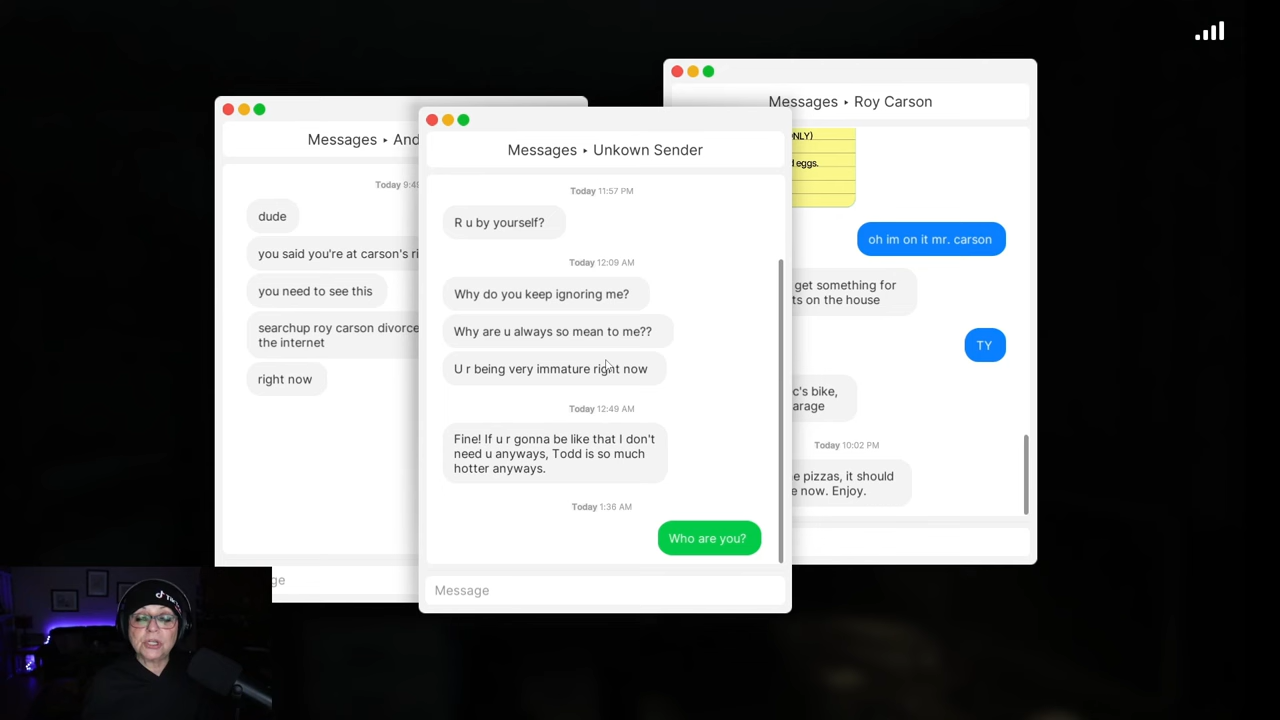 Messages ‣ And
Today 9:4
dude
you said you're at carson's ri
you need to see this
searchup roy carson divorce
the internet
right now
ge
Messages ‣ Unkown Sender
Today 11:57 PM
R u by yourself?
Today 12:09 AM
Why do you keep ignoring me?
Why are u always so mean to me??
U r being very immature right now
Today 12:49 AM
Fine! If u r gonna be like that I don't
need u anyways, Todd is so much
hotter anyways.
Today 1:36 AM
Who are you?
Message
Messages ‣ Roy Carson
NLY)
eggs.
oh im on it mr. carson
get something for
ts on the house
TY
c's bike,
arage
Today 10:02 PM
e pizzas, it should
e now. Enjoy.